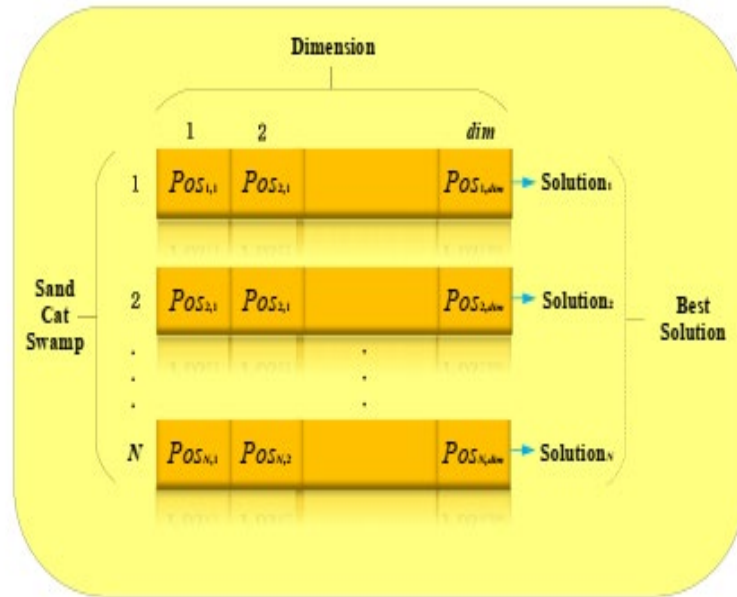 Dimension
1 2 dim
1 Pos1,1 Pos2,1 Pos1,dim Solution1
2 Pos2,1 Pos2,1 Pos2,dim Solution2
Sand
Cat
Swamp
Best
Solution
N PosN,1 PosN,2 PosN,dim SolutionN